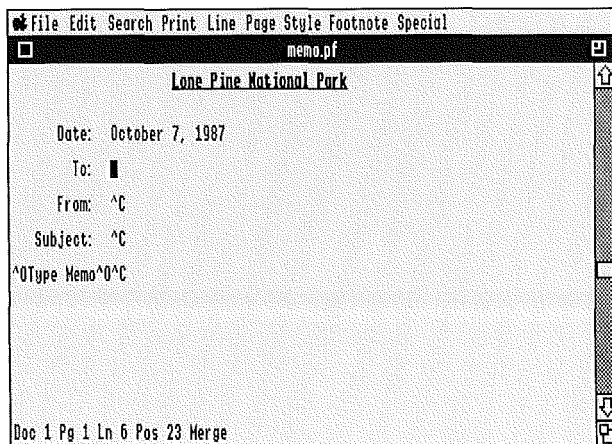 File Edit Search Print Line Page Style Footnote Special
memo.pf
Lone Pine National Park
Date: October 7, 1987
To:
From: ^C
Subject: ^C
^OType Memo^O^C
Doc 1 Pg 1 Ln 6 Pos 23 Merge